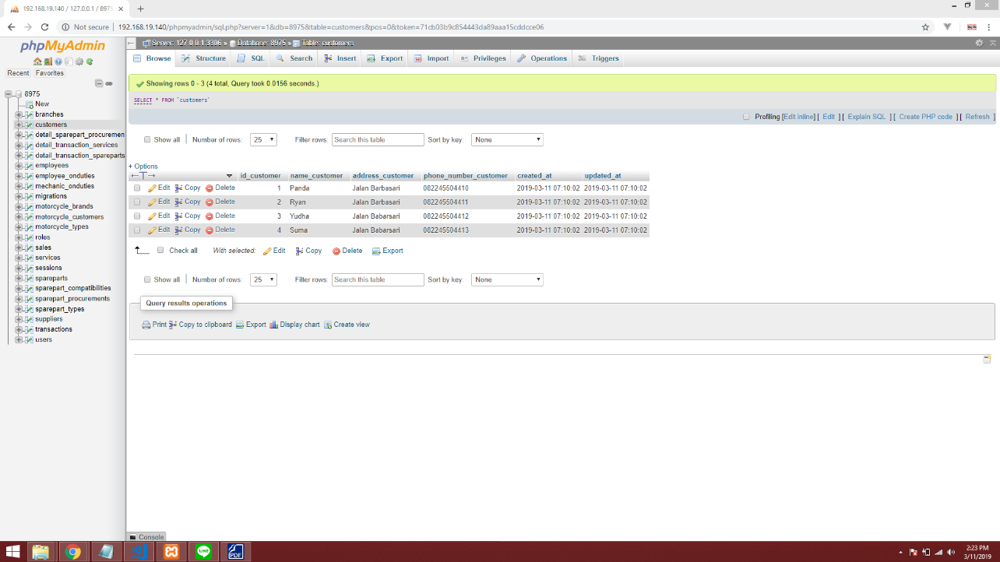 192.168.19.140 / 127.0.0.1 / 8975
Not secure 192.168.19.140/phpmyadmin/sql.php?server=1&db=8975&table=customers&pos=0&token=71cb03b9c854443da89aaa15cddcce06
phpMyAdmin
Recent Favorites
8975
New
branches
customers
detail_sparepart_procuremen
detail_transaction_services
detail_transaction_spareparts
employees
employee_onduties
mechanic_onduties
migrations
motorcycle_brands
motorcycle_customers
motorcycle_types
roles
sales
services
sessions
spareparts
sparepart_compatibilities
sparepart_procurements
sparepart_types
suppliers
transactions
users
Server: 127.0.0.1:3306 » Database: 8975 » Table: customers
Browse Structure SQL Search Insert Export Import Privileges Operations Triggers
Showing rows 0 - 3 (4 total, Query took 0.0156 seconds.)
SELECT * FROM `customers`
Profiling [Edit inline] [ Edit ] [ Explain SQL ] [ Create PHP code ] [ Refresh ]
Show all Number of rows: 25 Filter rows: Search this table Sort by key: None
+ Options
←T→ id_customer name_customer address_customer phone_number_customer created_at updated_at
Edit Copy Delete 1 Panda Jalan Barbasari 082245504410 2019-03-11 07:10:02 2019-03-11 07:10:02
Edit Copy Delete 2 Ryan Jalan Barbasari 082245504411 2019-03-11 07:10:02 2019-03-11 07:10:02
Edit Copy Delete 3 Yudha Jalan Babarsari 082245504412 2019-03-11 07:10:02 2019-03-11 07:10:02
Edit Copy Delete 4 Suma Jalan Babarsari 082245504413 2019-03-11 07:10:02 2019-03-11 07:10:02
Check all With selected: Edit Copy Delete Export
Show all Number of rows: 25 Filter rows: Search this table Sort by key: None
Query results operations
Print Copy to clipboard Export Display chart Create view
Console
PDF
2:23 PM
3/11/2019